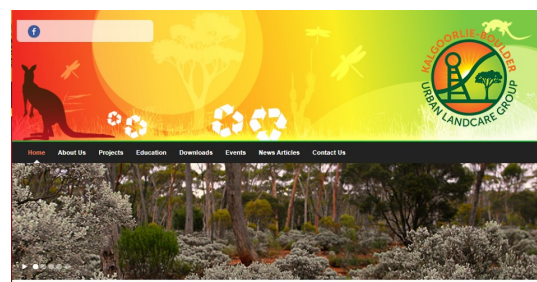 f
KALGOORLIE-BOULDER
URBAN LANDCARE GROUP
Home About Us Projects Education Downloads Events News Articles Contact Us